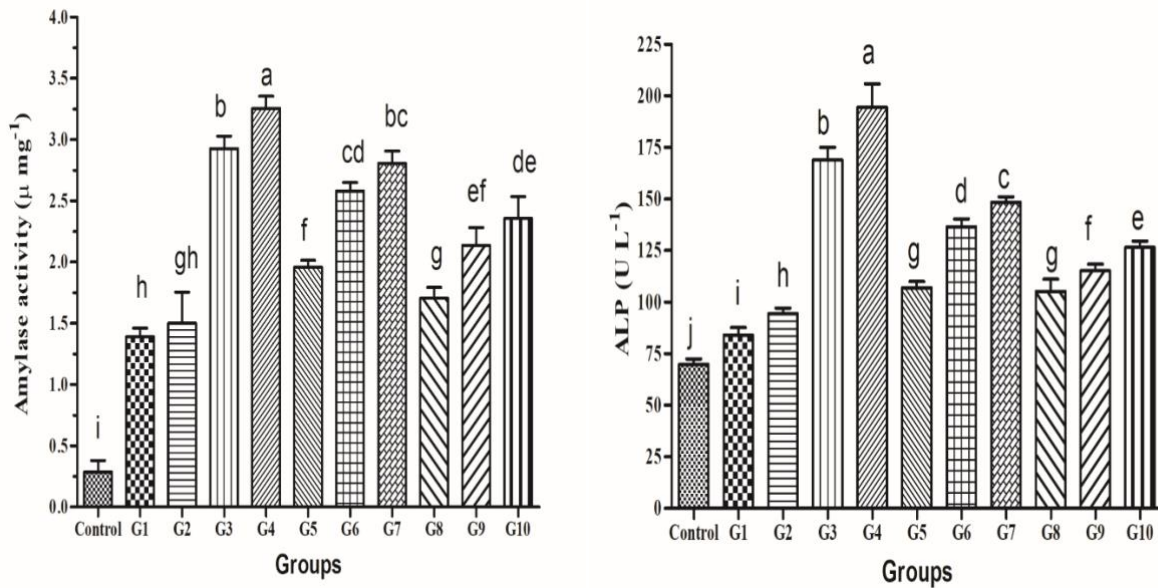 Amylase activity (μ mg⁻¹)
4.0
3.5
3.0
2.5
2.0
1.5
1.0
0.5
0.0
i
h
gh
b
a
f
cd
bc
g
ef
de
Control G1 G2 G3 G4 G5 G6 G7 G8 G9 G10
Groups
ALP (U L⁻¹)
225
200
175
150
125
100
75
50
25
0
j
i
h
b
a
g
d
c
g
f
e
Control G1 G2 G3 G4 G5 G6 G7 G8 G9 G10
Groups